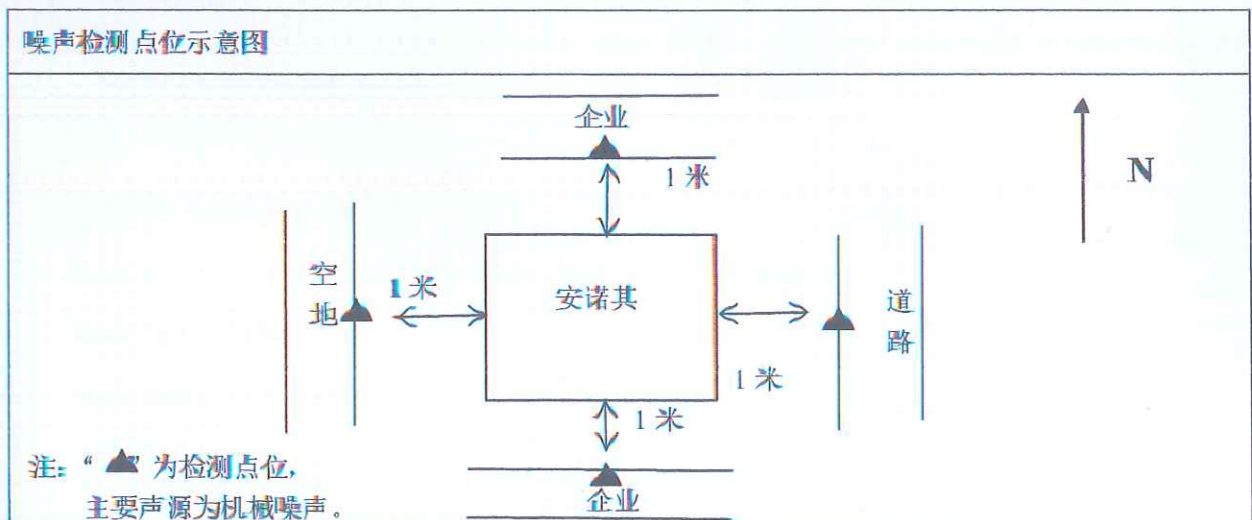 噪声检测点位示意图
企业
1米
N
空地
1米
安诺其
道路
1米
1米
注：“▲”为检测点位，
主要声源为机械噪声。
企业